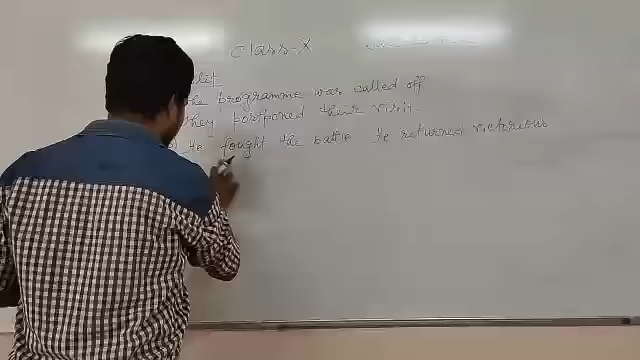 Class-X
the programme was called off
they postponed their visit.
) He fought the battle He returned victorious